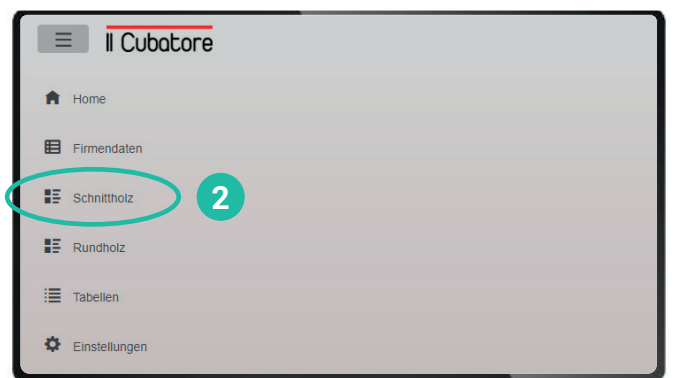 Il Cubatore
Home
Firmendaten
Schnittholz
2
Rundholz
Tabellen
Einstellungen